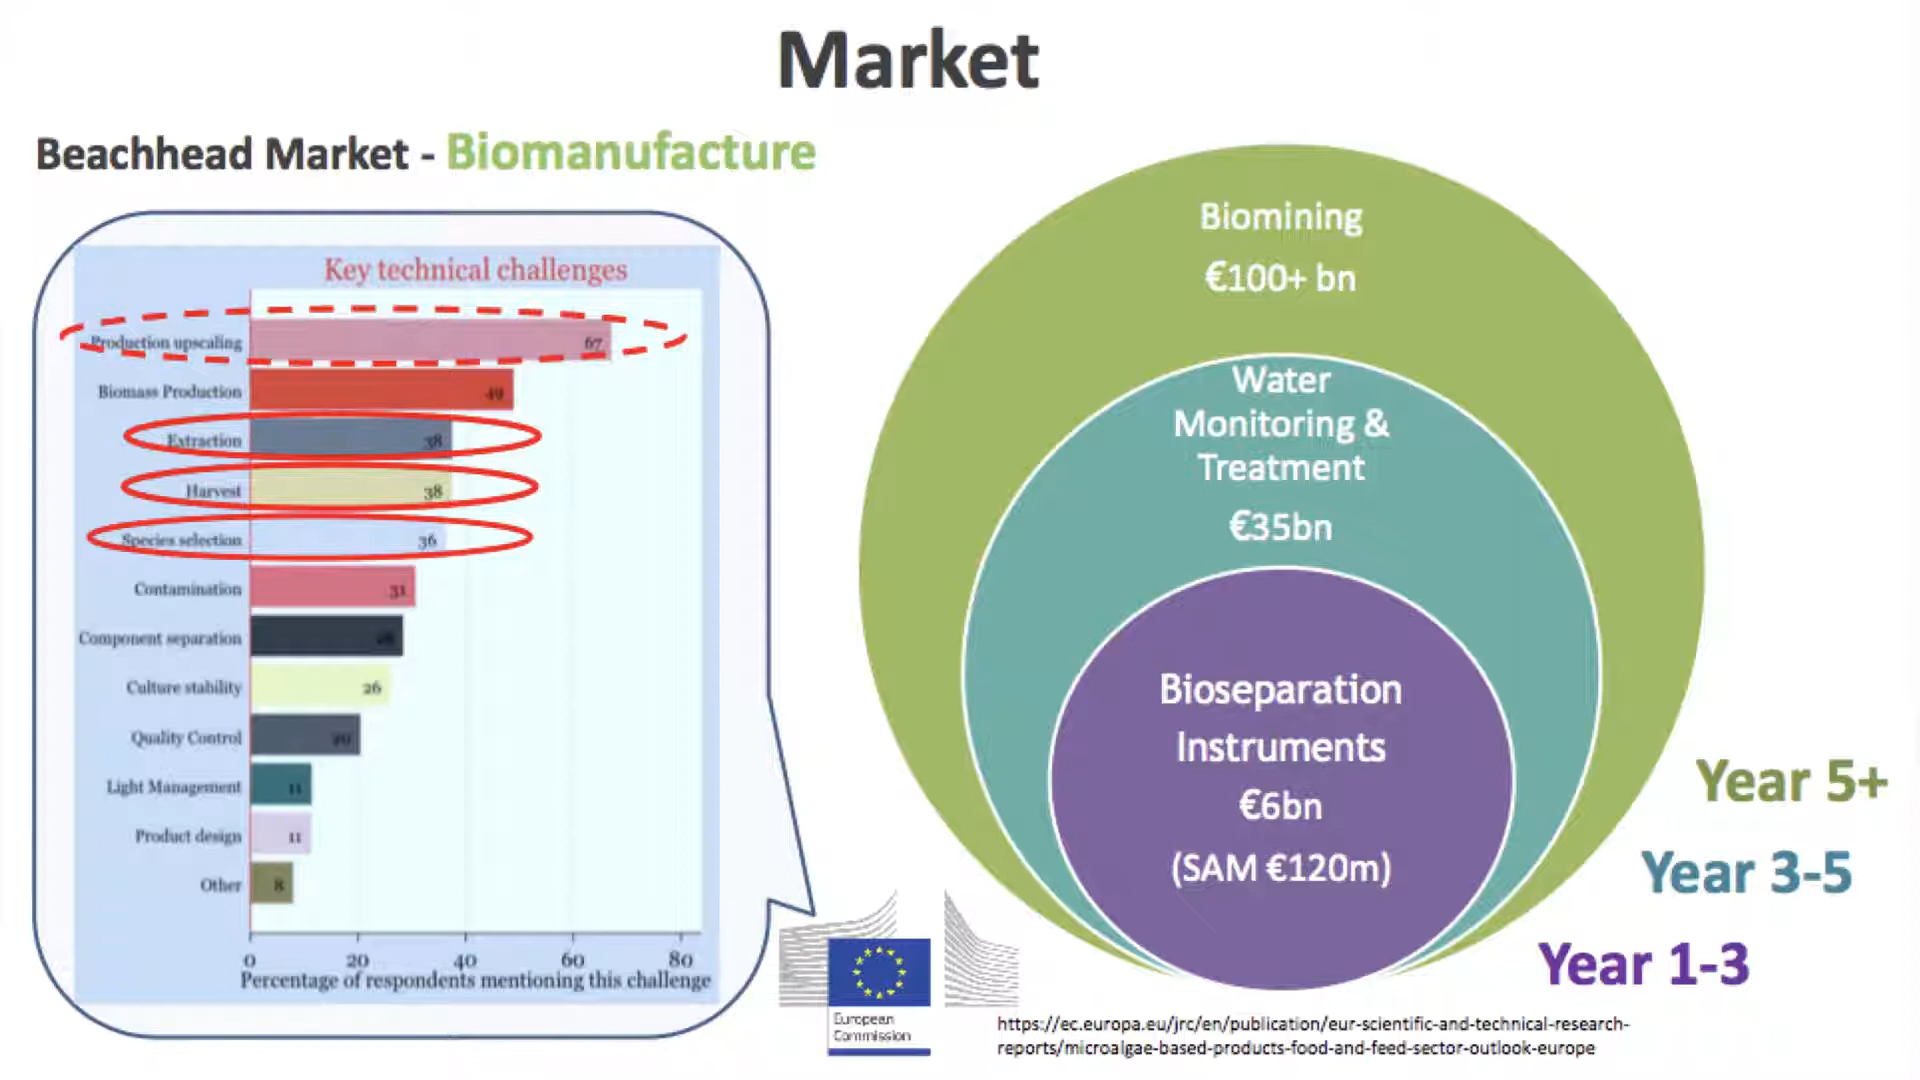 Market
Beachhead Market - Biomanufacture
Key technical challenges
Production upscaling 67
Biomass Production 49
Extraction 38
Harvest 38
Species selection 36
Contamination 31
Component separation 28
Culture stability 26
Quality Control 20
Light Management 11
Product design 11
Other 8
0 20 40 60 80
Percentage of respondents mentioning this challenge
Biomining
€100+ bn
Water
Monitoring &
Treatment
€35bn
Bioseparation
Instruments
€6bn
(SAM €120m)
Year 5+
Year 3-5
Year 1-3
European
Commission
https://ec.europa.eu/jrc/en/publication/eur-scientific-and-technical-research-
reports/microalgae-based-products-food-and-feed-sector-outlook-europe